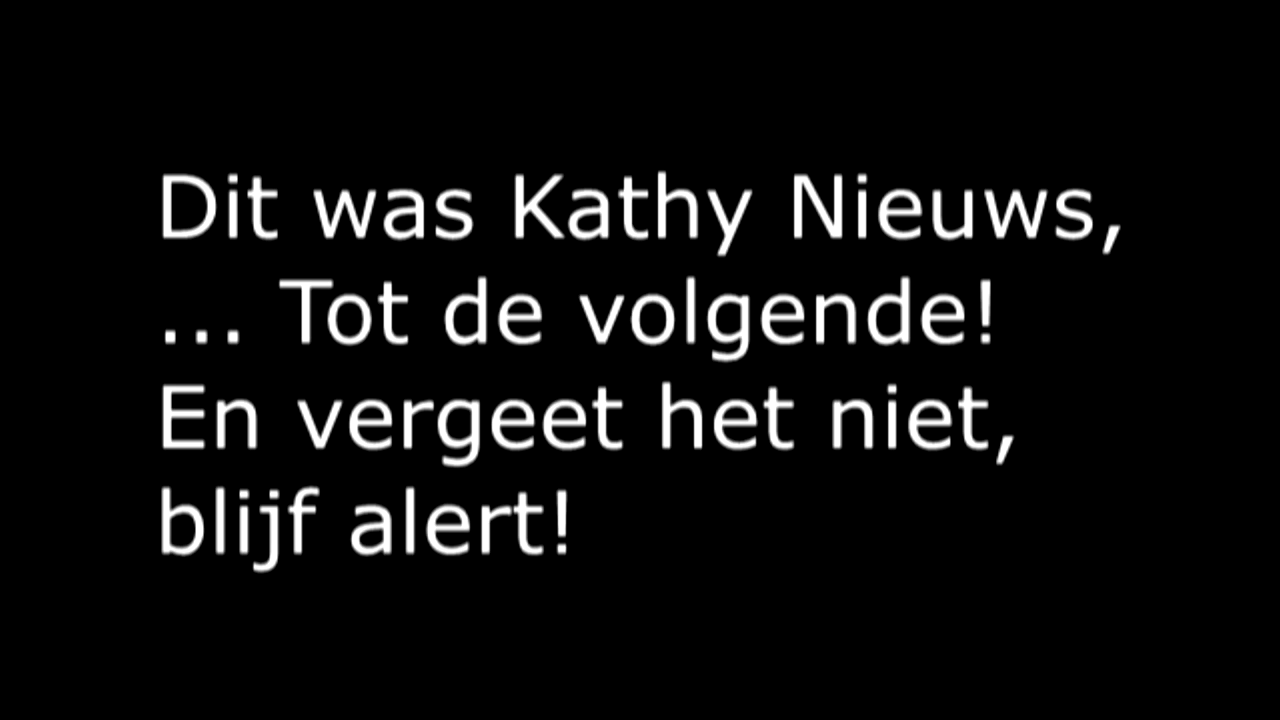 Dit was Kathy Nieuws,
... Tot de volgende!
En vergeet het niet,
blijf alert!